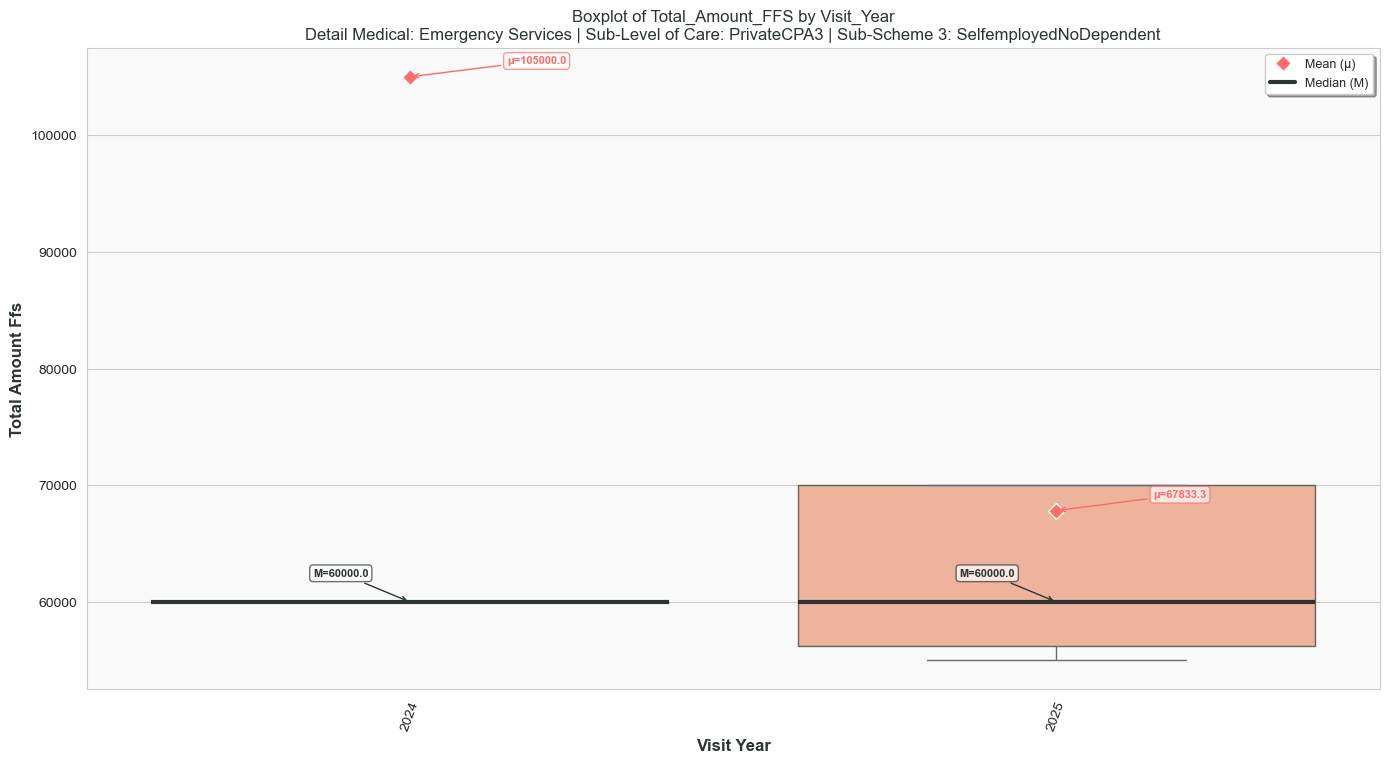 Boxplot of Total_Amount_FFS by Visit_Year
Detail Medical: Emergency Services | Sub-Level of Care: PrivateCPA3 | Sub-Scheme 3: SelfemployedNoDependent
μ=105000.0
Mean (μ)
Median (M)
100000
90000
80000
70000
60000
Total Amount Ffs
μ=67833.3
M=60000.0
M=60000.0
2024
2025
Visit Year